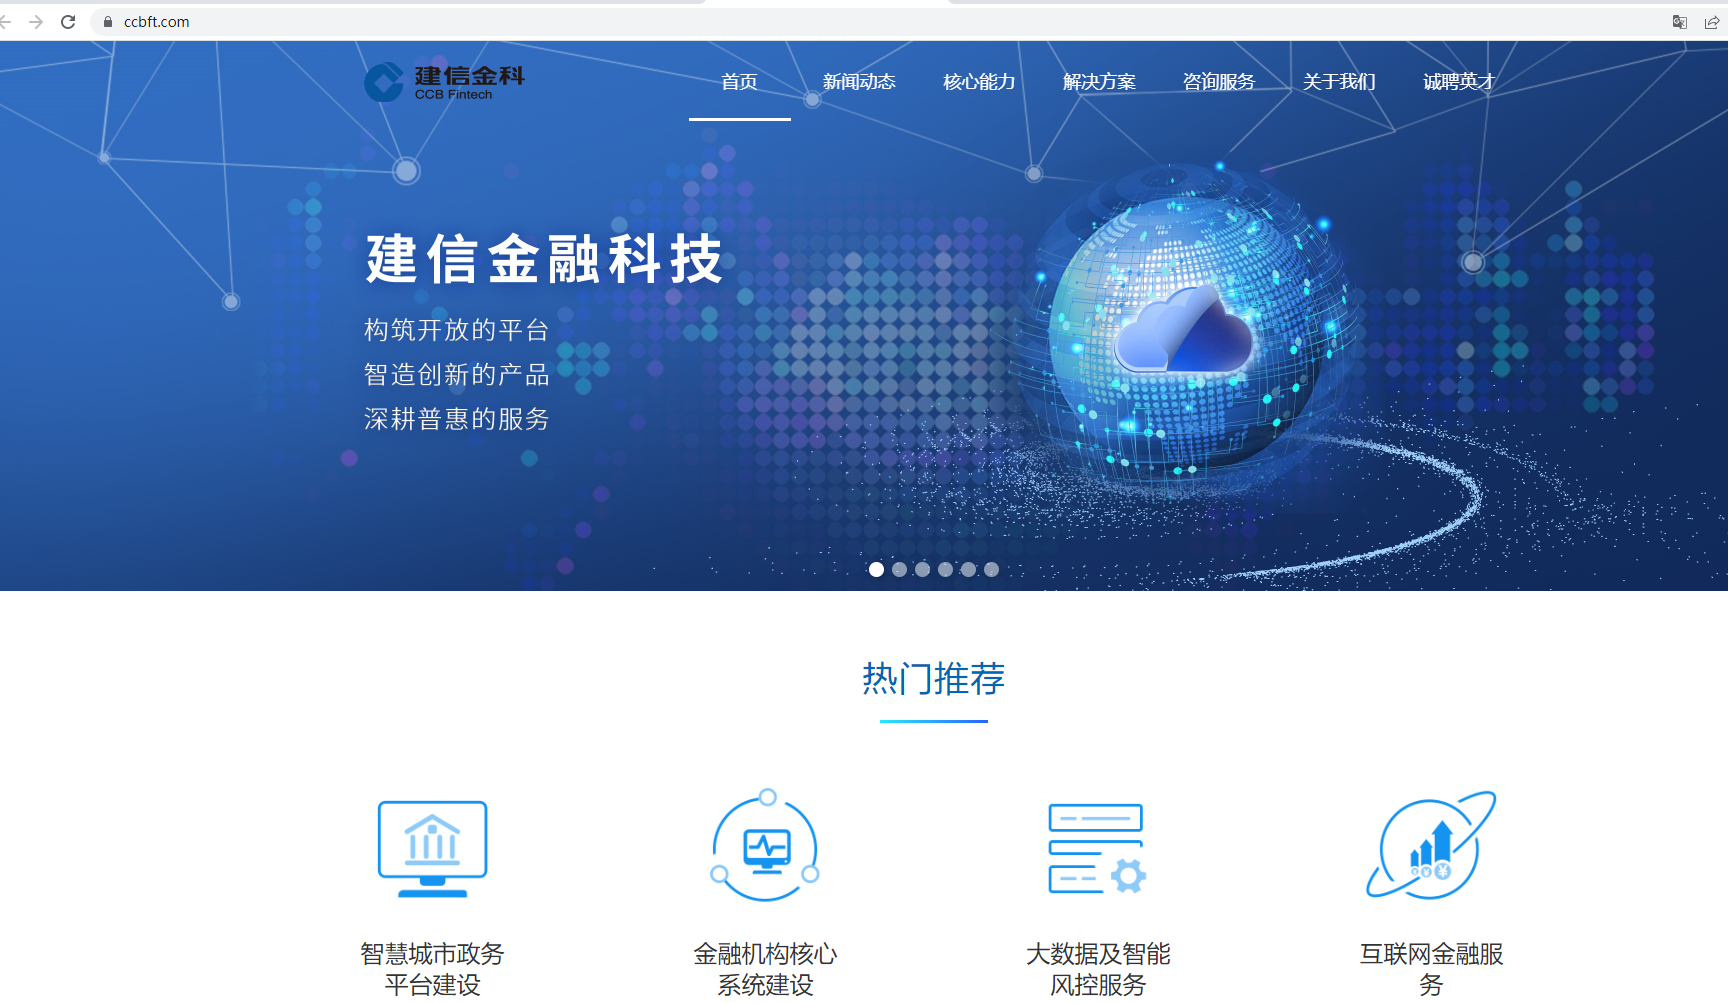 ccbft.com
建信金科
CCB Fintech
首页
新闻动态
核心能力
解决方案
咨询服务
关于我们
诚聘英才
建信金融科技
构筑开放的平台
智造创新的产品
深耕普惠的服务
热门推荐
智慧城市政务
平台建设
金融机构核心
系统建设
大数据及智能
风控服务
互联网金融服
务